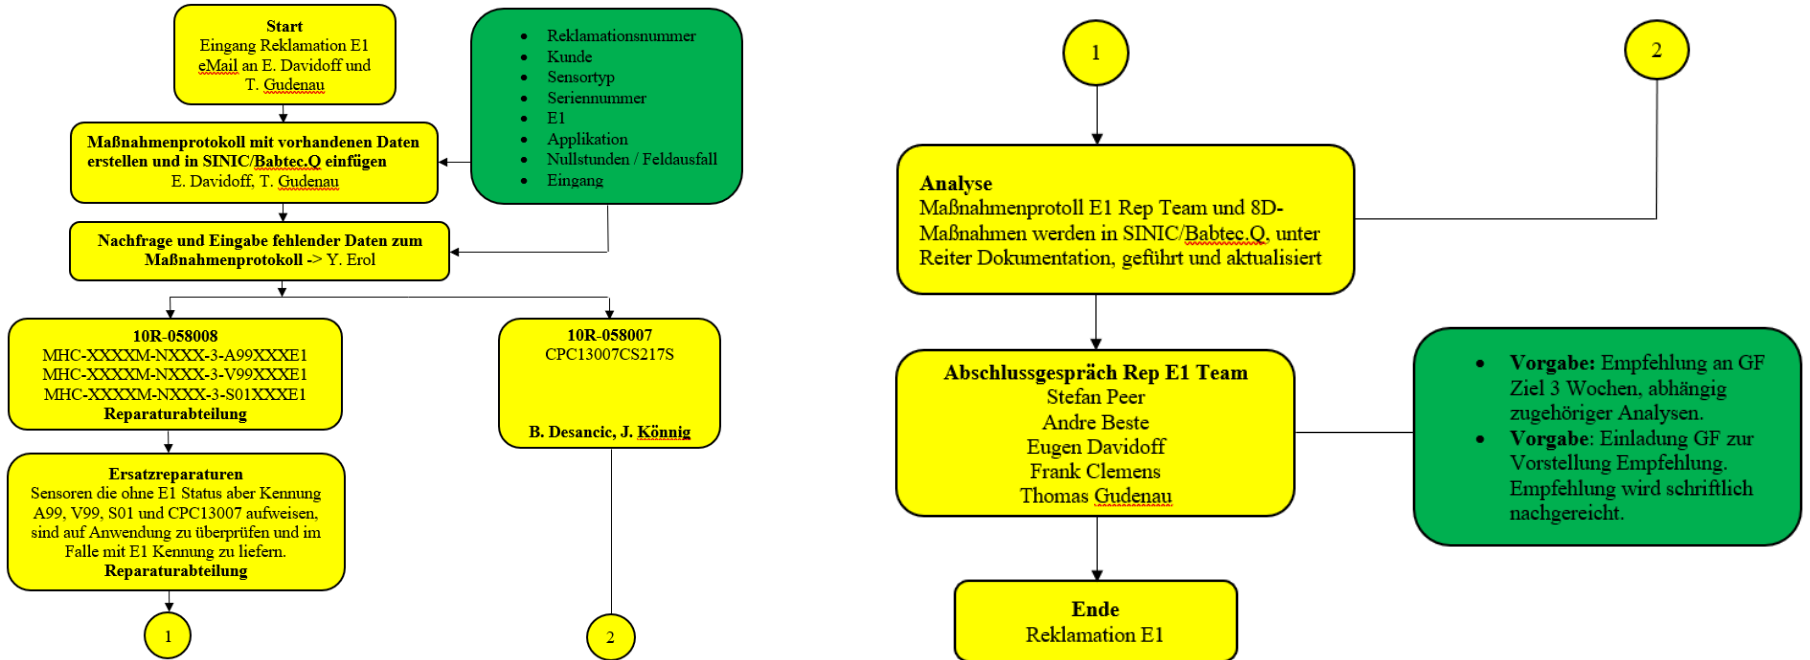 Start
Eingang Reklamation E1
eMail an E. Davidoff und
T. Gudenau
• Reklamationsnummer
• Kunde
• Sensortyp
• Seriennummer
• E1
• Applikation
• Nullstunden / Feldausfall
• Eingang
Maßnahmenprotokoll mit vorhandenen Daten
erstellen und in SINIC/Babtec.Q einfügen
E. Davidoff, T. Gudenau
Nachfrage und Eingabe fehlender Daten zum
Maßnahmenprotokoll -> Y. Erol
10R-058008
MHC-XXXXM-NXXX-3-A99XXXE1
MHC-XXXXM-NXXX-3-V99XXXE1
MHC-XXXXM-NXXX-3-S01XXXE1
Reparaturabteilung
10R-058007
CPC13007CS217S
B. Desancic, J. Könnig
Ersatzreparaturen
Sensoren die ohne E1 Status aber Kennung
A99, V99, S01 und CPC13007 aufweisen,
sind auf Anwendung zu überprüfen und im
Falle mit E1 Kennung zu liefern.
Reparaturabteilung
1
2
1
2
Analyse
Maßnahmenprotoll E1 Rep Team und 8D-
Maßnahmen werden in SINIC/Babtec.Q, unter
Reiter Dokumentation, geführt und aktualisiert
Abschlussgespräch Rep E1 Team
Stefan Peer
Andre Beste
Eugen Davidoff
Frank Clemens
Thomas Gudenau
• Vorgabe: Empfehlung an GF
Ziel 3 Wochen, abhängig
zugehöriger Analysen.
• Vorgabe: Einladung GF zur
Vorstellung Empfehlung.
Empfehlung wird schriftlich
nachgereicht.
Ende
Reklamation E1